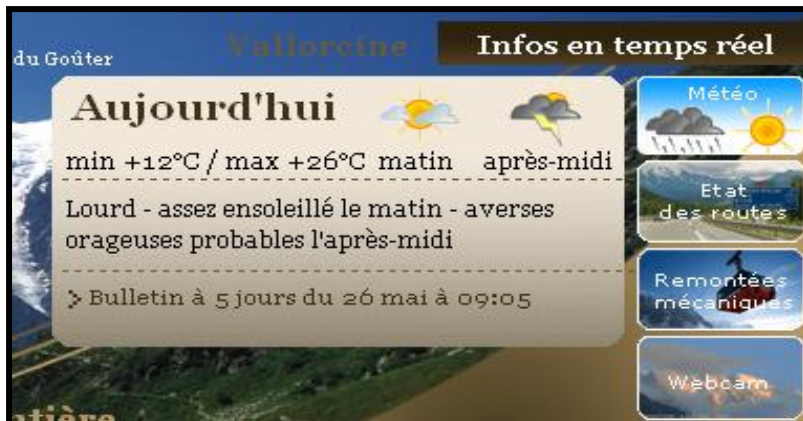 Vallorcine
Infos en temps réel
du Goûter
Aujourd'hui
min +12°C / max +26°C matin après-midi
Lourd - assez ensoleillé le matin - averses
orageuses probables l'après-midi
> Bulletin à 5 jours du 26 mai à 09:05
Météo
Etat
des routes
Remontées
mécaniques
Webcam